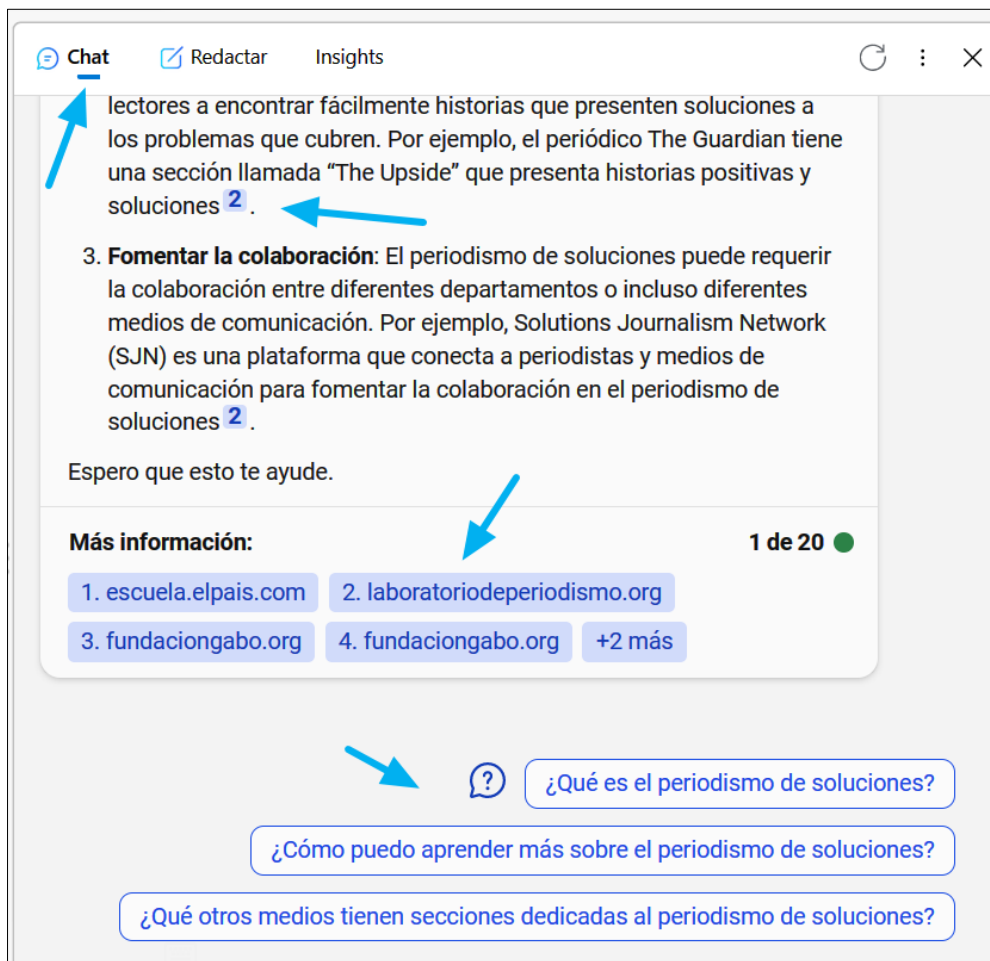 Chat Redactar Insights
lectores a encontrar fácilmente historias que presenten soluciones a
los problemas que cubren. Por ejemplo, el periódico The Guardian tiene
una sección llamada “The Upside” que presenta historias positivas y
soluciones 2 .
3. Fomentar la colaboración: El periodismo de soluciones puede requerir
la colaboración entre diferentes departamentos o incluso diferentes
medios de comunicación. Por ejemplo, Solutions Journalism Network
(SJN) es una plataforma que conecta a periodistas y medios de
comunicación para fomentar la colaboración en el periodismo de
soluciones 2 .
Espero que esto te ayude.
Más información: 1 de 20
1. escuela.elpais.com 2. laboratoriodeperiodismo.org
3. fundaciongabo.org 4. fundaciongabo.org +2 más
¿Qué es el periodismo de soluciones?
¿Cómo puedo aprender más sobre el periodismo de soluciones?
¿Qué otros medios tienen secciones dedicadas al periodismo de soluciones?